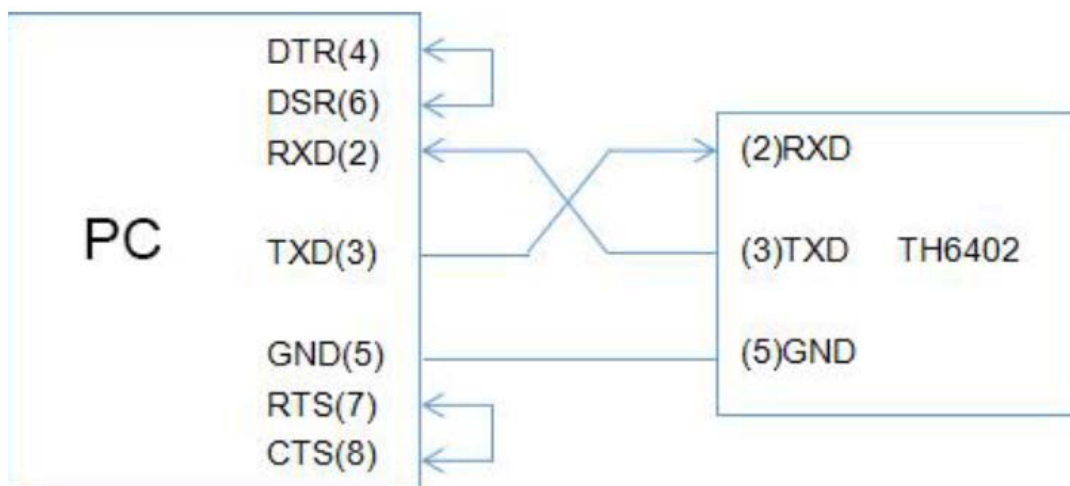 DTR(4)
DSR(6)
RXD(2)
(2)RXD
PC
TXD(3)
(3)TXD
TH6402
GND(5)
(5)GND
RTS(7)
CTS(8)